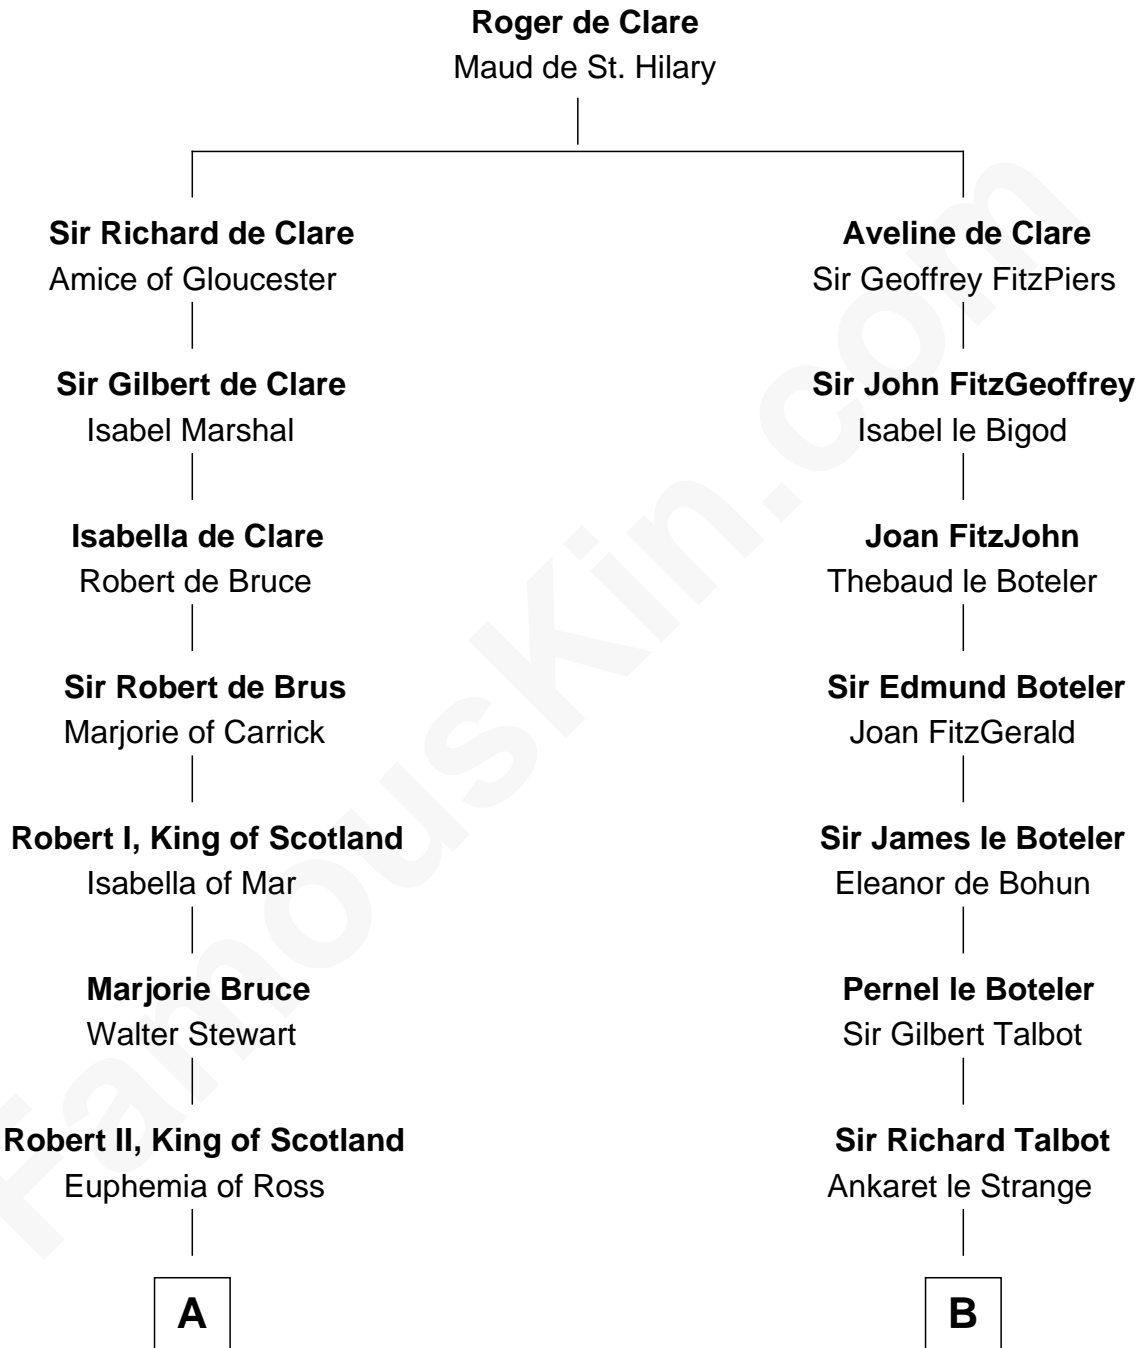 Roger de Clare
Maud de St. Hilary
Sir Richard de Clare
Amice of Gloucester
Sir Gilbert de Clare
Isabel Marshal
Isabella de Clare
Robert de Bruce
Sir Robert de Brus
Marjorie of Carrick
Robert I, King of Scotland
Isabella of Mar
Marjorie Bruce
Walter Stewart
Robert II, King of Scotland
Euphemia of Ross
A
Aveline de Clare
Sir Geoffrey FitzPiers
Sir John FitzGeoffrey
Isabel le Bigod
Joan FitzJohn
Thebaud le Boteler
Sir Edmund Boteler
Joan FitzGerald
Sir James le Boteler
Eleanor de Bohun
Pernel le Boteler
Sir Gilbert Talbot
Sir Richard Talbot
Ankaret le Strange
B
FamousKin.com